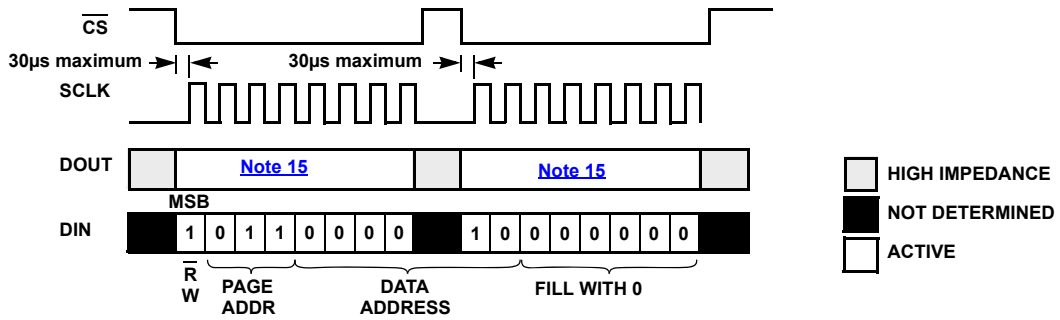 CS
30µs maximum 30µs maximum
SCLK
DOUT Note 15 Note 15
HIGH IMPEDANCE
MSB
NOT DETERMINED
DIN 1 0 1 1 0 0 0 0 1 0 0 0 0 0 0 0
ACTIVE
R
W
PAGE
ADDR
DATA
ADDRESS
FILL WITH 0